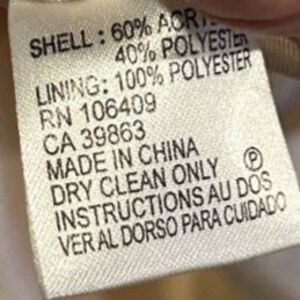 SHELL : 60% ACRY
40% POLYESTER
LINING: 100% POLYESTER
RN 106409
CA 39863
MADE IN CHINA
DRY CLEAN ONLY Ⓟ
INSTRUCTIONS AU DOS
VER AL DORSO PARA CUIDADO